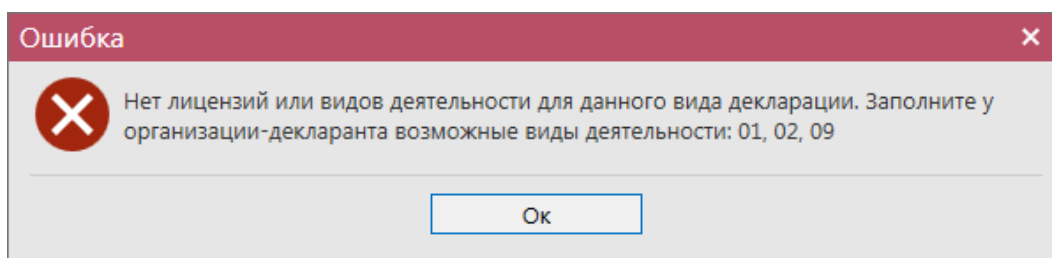 Ошибка
Нет лицензий или видов деятельности для данного вида декларации. Заполните у
организации-декларанта возможные виды деятельности: 01, 02, 09
Ок